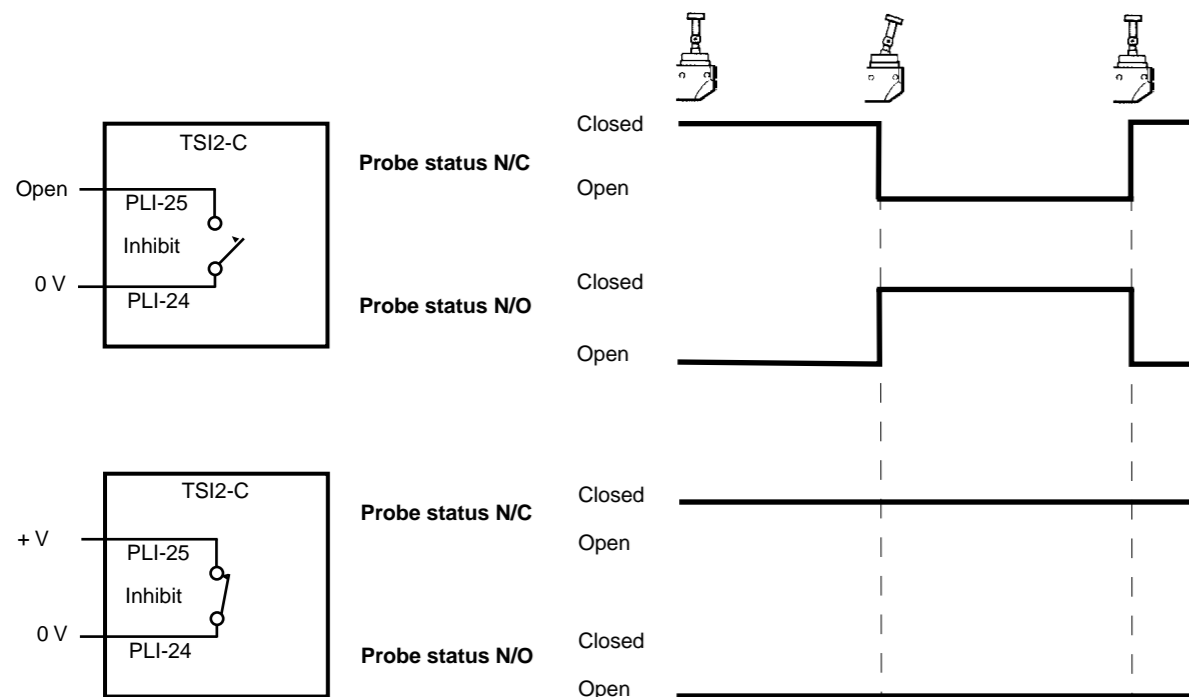 TSI2-C
Open
PLI-25
Inhibit
0 V
PLI-24
Probe status N/C
Closed
Open
Probe status N/O
Closed
Open
TSI2-C
+ V
PLI-25
Inhibit
0 V
PLI-24
Probe status N/C
Closed
Open
Probe status N/O
Closed
Open